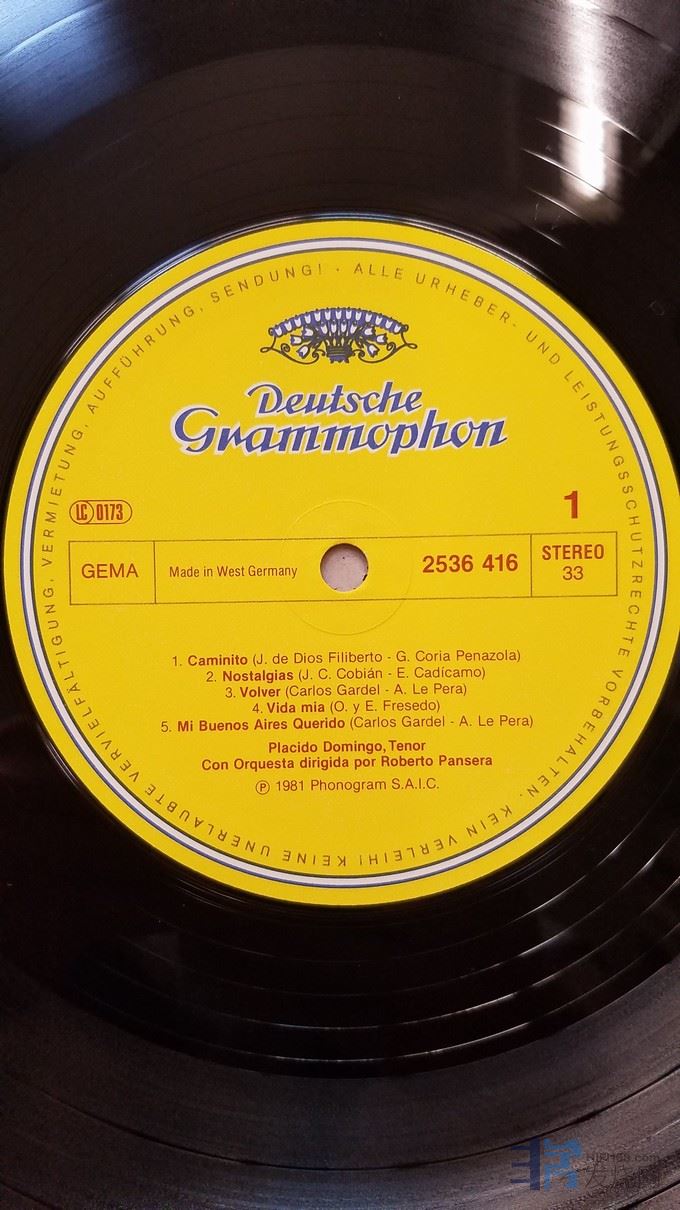 ALLE URHEBER- UND LEISTUNGSSCHUTZRECHTE VORBEHALTEN. KEIN VERLEIH! KEINE UNERLAUBTE VERVIELFÄLTIGUNG, VERMIETUNG, AUFFÜHRUNG, SENDUNG! ·
Deutsche
Grammophon
LC 0173
1
GEMA
Made in West Germany
2536 416
STEREO
33
1. Caminito (J. de Dios Filiberto - G. Coria Penazola)
2. Nostalgias (J. C. Cobián - E. Cadícamo)
3. Volver (Carlos Gardel - A. Le Pera)
4. Vida mia (O. y E. Fresedo)
5. Mi Buenos Aires Querido (Carlos Gardel - A. Le Pera)
Placido Domingo, Tenor
Con Orquesta dirigida por Roberto Pansera
Ⓟ 1981 Phonogram S.A.I.C.